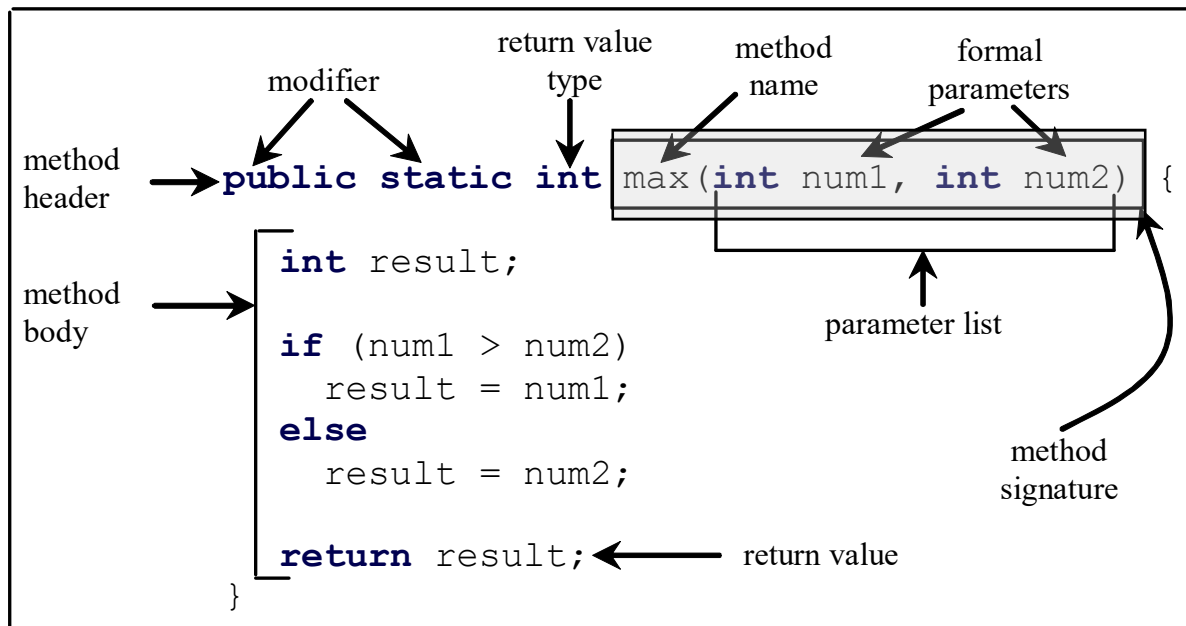 return value
type
method
name
formal
parameters
modifier
method
header
public static int max(int num1, int num2) {
int result;
method
body
parameter list
if (num1 > num2)
result = num1;
else
result = num2;
method
signature
return result;
return value
}